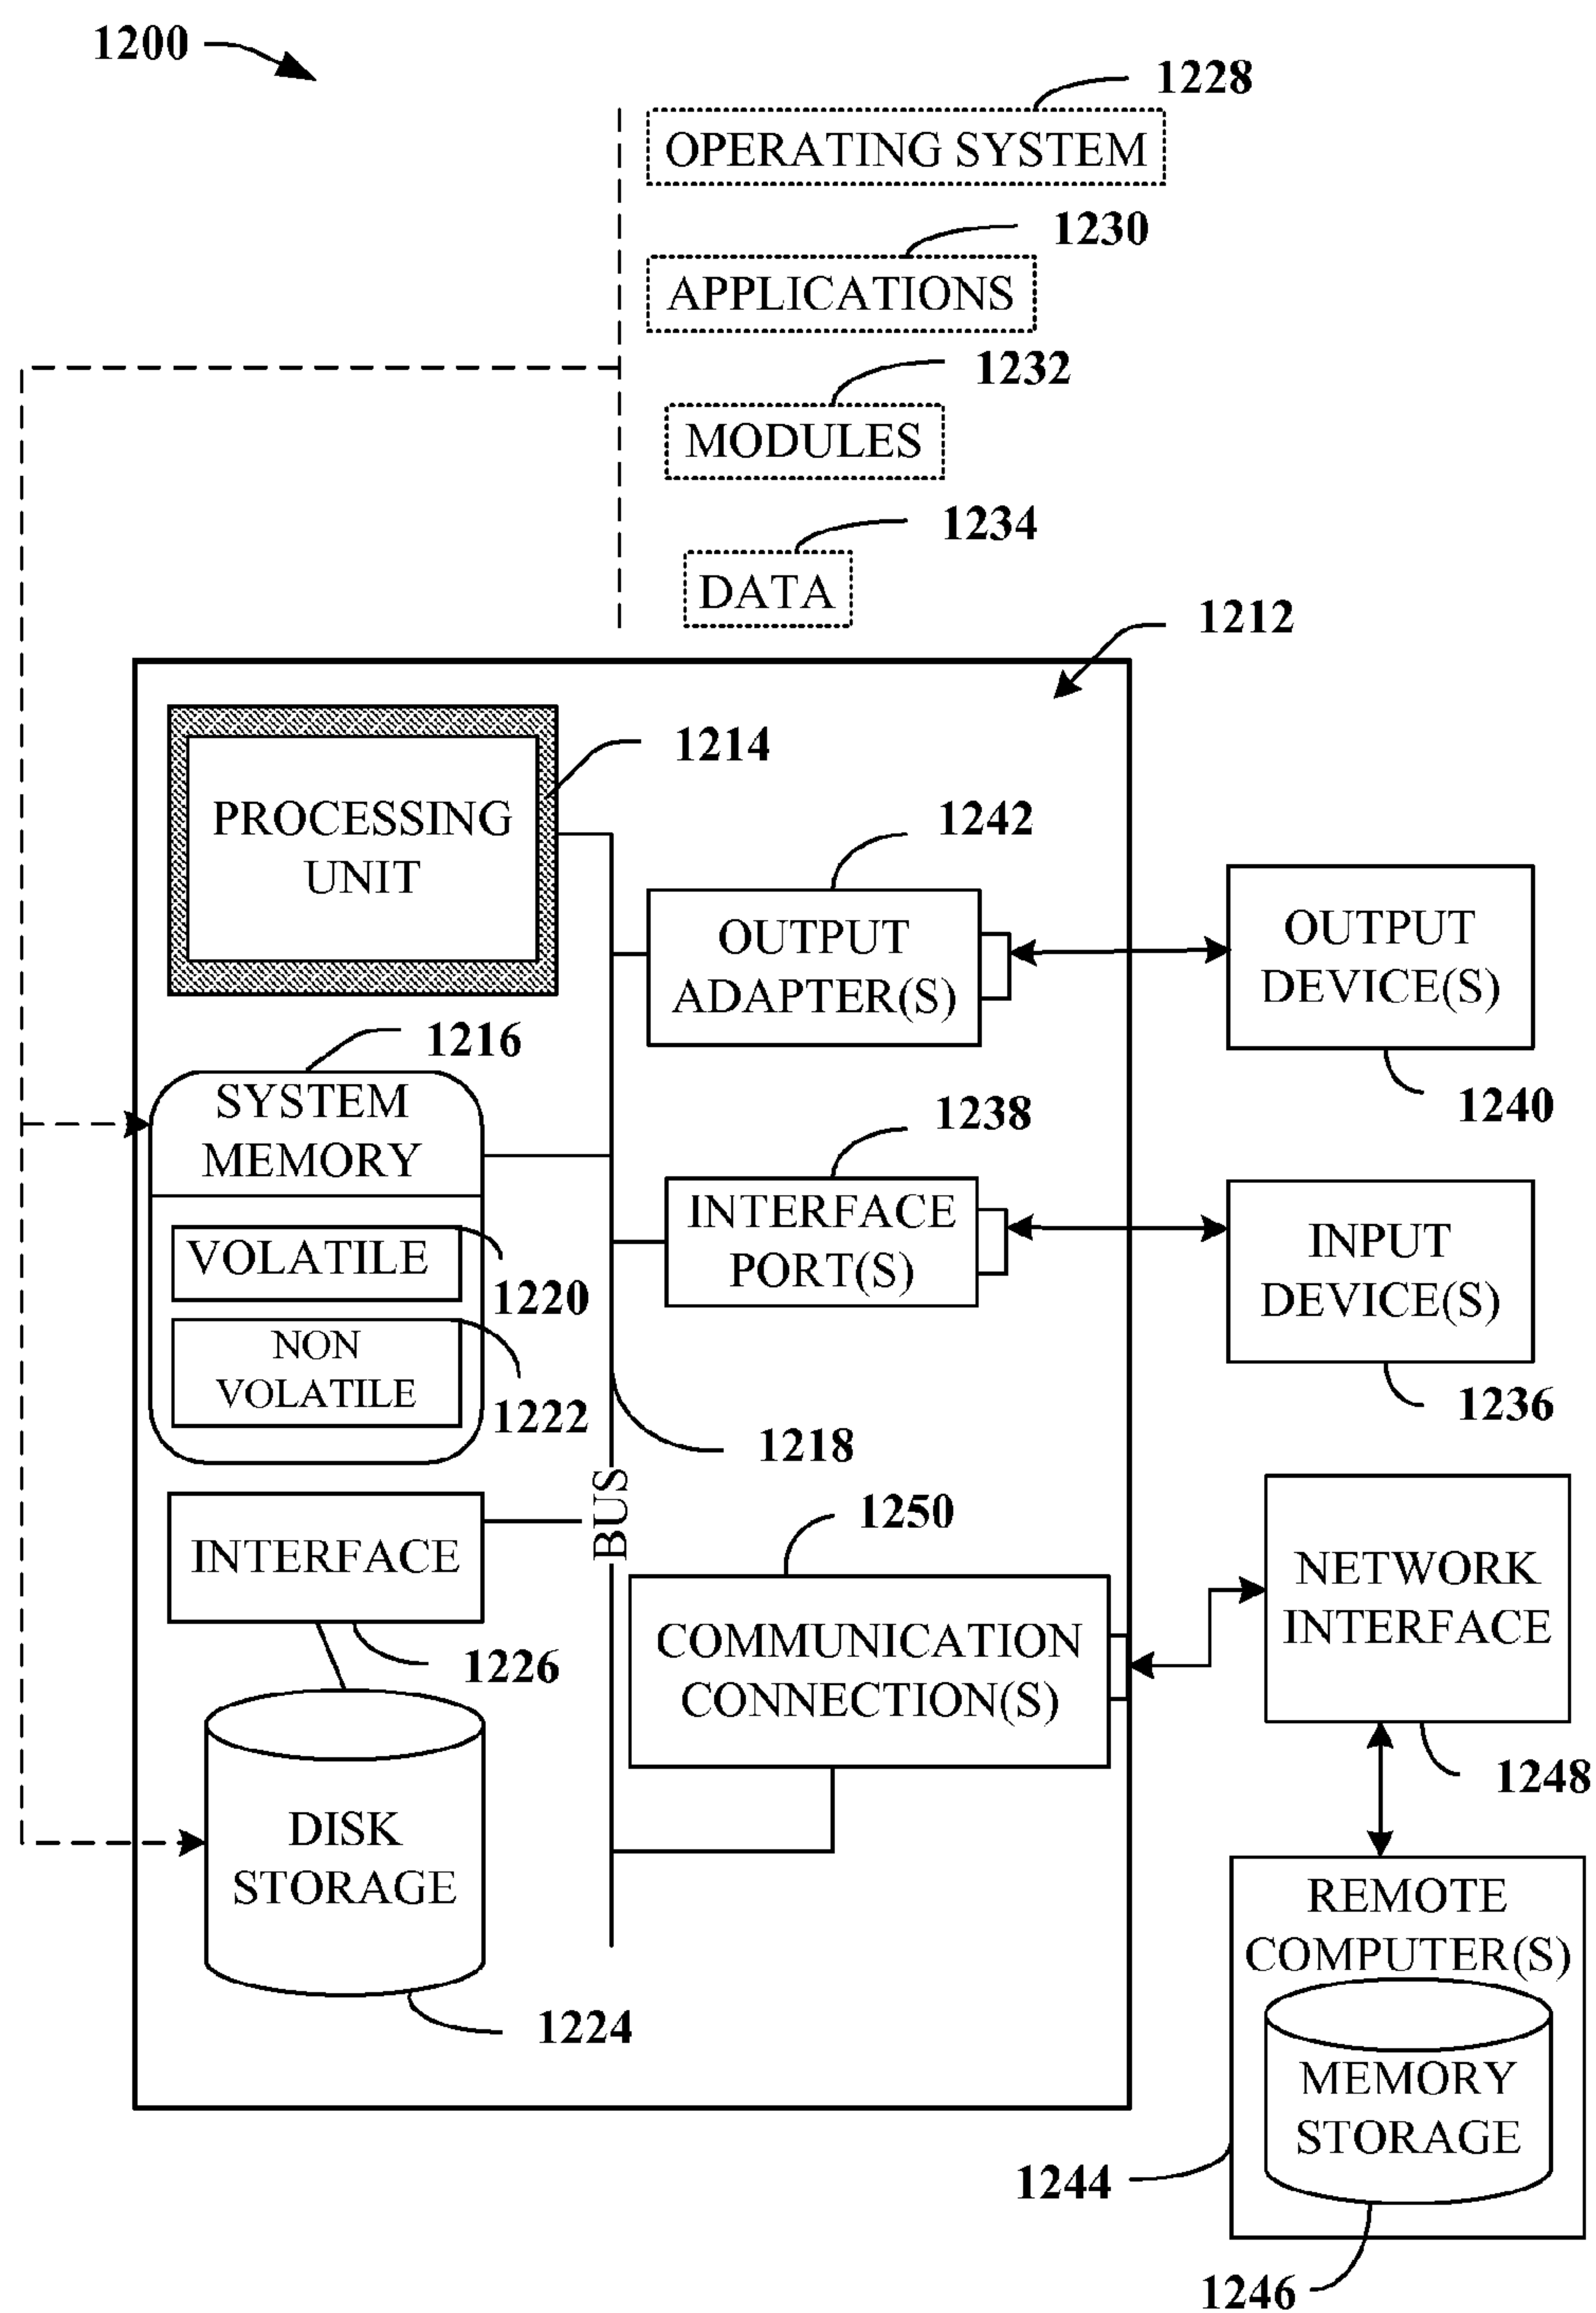 1200
1228
OPERATING SYSTEM
1230
APPLICATIONS
1232
MODULES
1234
DATA
1212
1214
PROCESSING
UNIT
1242
OUTPUT
ADAPTER(S)
OUTPUT
DEVICE(S)
1240
1216
SYSTEM
MEMORY
1238
INTERFACE
PORT(S)
INPUT
DEVICE(S)
1236
VOLATILE
1220
NON
VOLATILE
1222
1218
BUS
INTERFACE
1226
1250
COMMUNICATION
CONNECTION(S)
NETWORK
INTERFACE
1248
DISK
STORAGE
1224
REMOTE
COMPUTER(S)
MEMORY
STORAGE
1244
1246